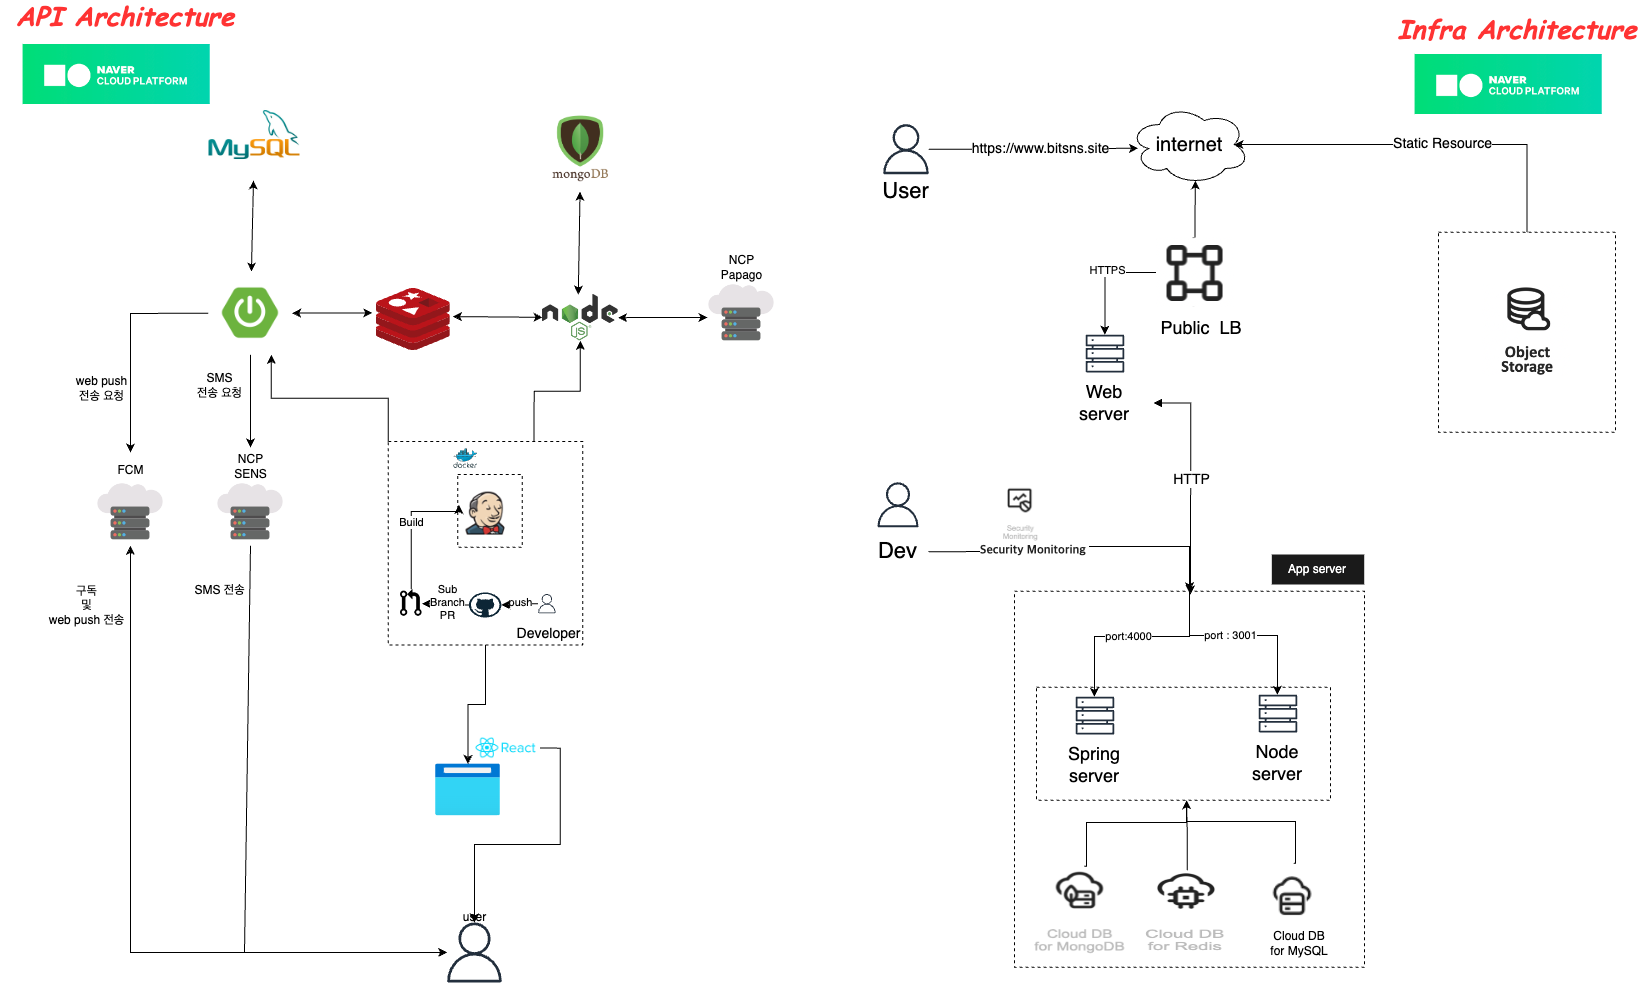 API Architecture
NAVER
CLOUD PLATFORM
MySQL
mongoDB
NCP
Papago
node
JS
web push
전송 요청
SMS
전송 요청
FCM
NCP
SENS
docker
Build
Sub
Branch
PR
push
Developer
구독
및
web push 전송
SMS 전송
React
user
Infra Architecture
NAVER
CLOUD PLATFORM
User
https://www.bitsns.site
internet
Static Resource
HTTPS
Public LB
Object
Storage
Web
server
HTTP
Dev
Security
Monitoring
Security Monitoring
App server
port:4000
port : 3001
Spring
server
Node
server
Cloud DB
for MongoDB
Cloud DB
for Redis
Cloud DB
for MySQL